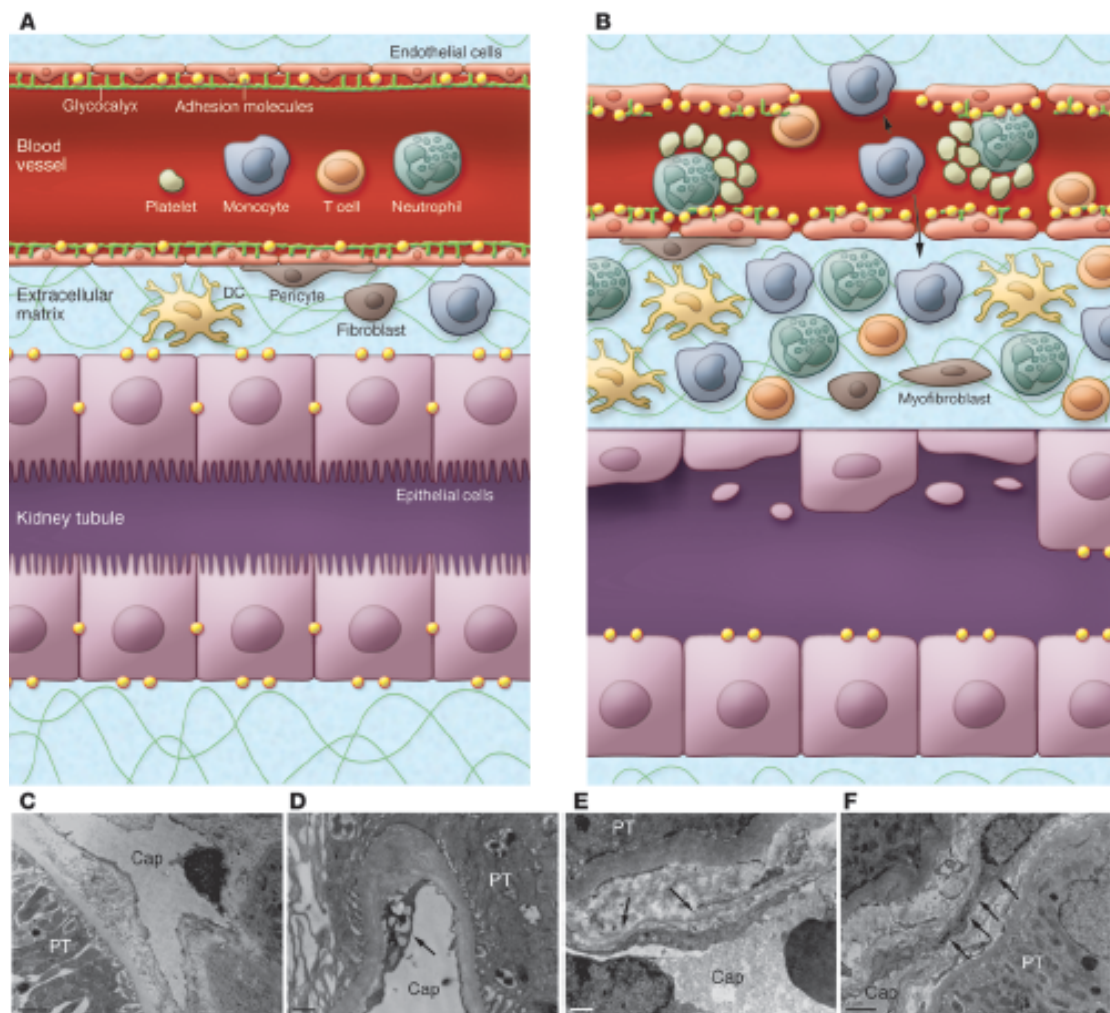 A
Endothelial cells
Glycocalyx
Adhesion molecules
Blood
vessel
Platelet
Monocyte
T cell
Neutrophil
Extracellular
matrix
DC
Pericyte
Fibroblast
Epithelial cells
Kidney tubule
B
Myofibroblast
C
Cap
PT
D
PT
Cap
E
PT
Cap
F
PT
Cap